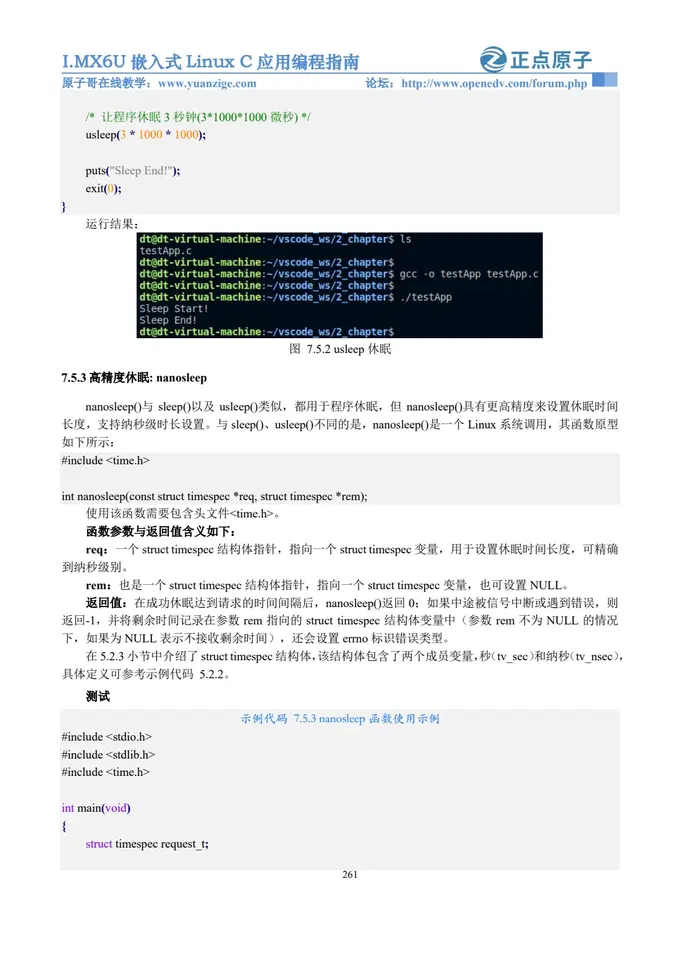 I.MX6U 嵌入式 Linux C 应用编程指南
正点原子
原子哥在线教学：www.yuanzige.com 论坛：http://www.openedv.com/forum.php
/* 让程序休眠 3 秒钟(3*1000*1000 微秒) */
usleep(3 * 1000 * 1000);
puts("Sleep End!");
exit(0);
}
运行结果：
dt@dt-virtual-machine:~/vscode_ws/2_chapter$ ls
testApp.c
dt@dt-virtual-machine:~/vscode_ws/2_chapter$
dt@dt-virtual-machine:~/vscode_ws/2_chapter$ gcc -o testApp testApp.c
dt@dt-virtual-machine:~/vscode_ws/2_chapter$
dt@dt-virtual-machine:~/vscode_ws/2_chapter$ ./testApp
Sleep Start!
Sleep End!
dt@dt-virtual-machine:~/vscode_ws/2_chapter$
图 7.5.2 usleep 休眠
7.5.3 高精度休眠: nanosleep
nanosleep()与 sleep()以及 usleep()类似，都用于程序休眠，但 nanosleep()具有更高精度来设置休眠时间
长度，支持纳秒级时长设置。与 sleep()、usleep()不同的是，nanosleep()是一个 Linux 系统调用，其函数原型
如下所示：
#include <time.h>
int nanosleep(const struct timespec *req, struct timespec *rem);
使用该函数需要包含头文件<time.h>。
函数参数与返回值含义如下：
req：一个 struct timespec 结构体指针，指向一个 struct timespec 变量，用于设置休眠时间长度，可精确
到纳秒级别。
rem：也是一个 struct timespec 结构体指针，指向一个 struct timespec 变量，也可设置 NULL。
返回值：在成功休眠达到请求的时间间隔后，nanosleep()返回 0；如果中途被信号中断或遇到错误，则
返回-1，并将剩余时间记录在参数 rem 指向的 struct timespec 结构体变量中（参数 rem 不为 NULL 的情况
下，如果为 NULL 表示不接收剩余时间），还会设置 errno 标识错误类型。
在 5.2.3 小节中介绍了 struct timespec 结构体，该结构体包含了两个成员变量，秒（tv_sec）和纳秒（tv_nsec），
具体定义可参考示例代码 5.2.2。
测试
示例代码 7.5.3 nanosleep 函数使用示例
#include <stdio.h>
#include <stdlib.h>
#include <time.h>
int main(void)
{
struct timespec request_t;
261